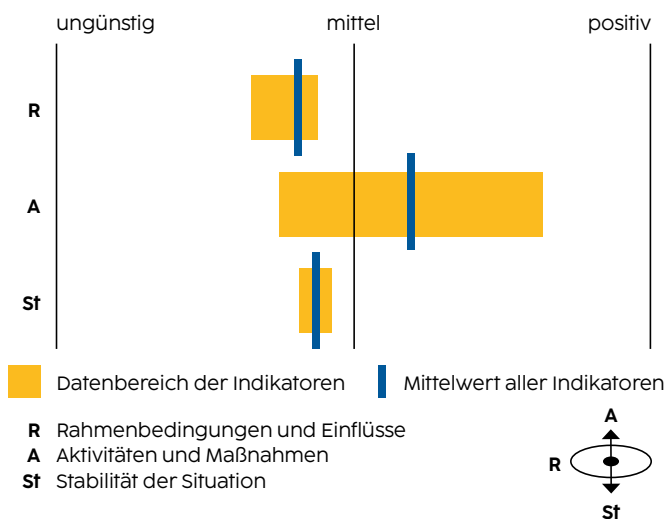 ungünstig mittel positiv
R
A
St
Datenbereich der Indikatoren Mittelwert aller Indikatoren
R Rahmenbedingungen und Einflüsse
A Aktivitäten und Maßnahmen
St Stabilität der Situation
A
R
St